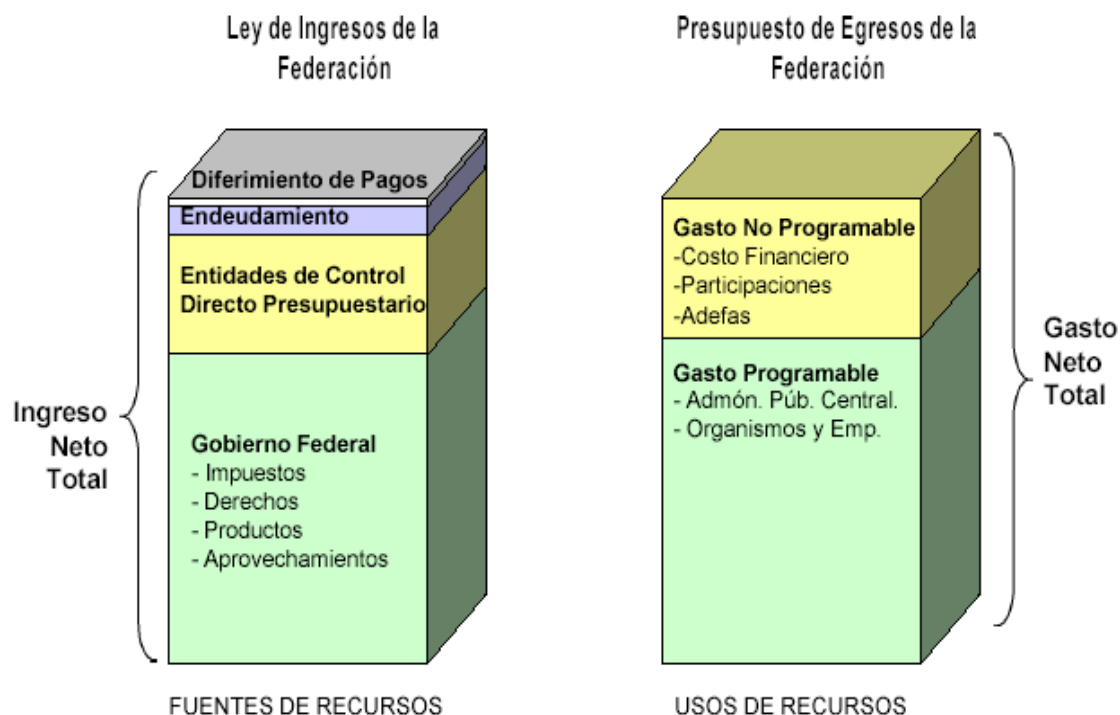 Ley de Ingresos de la
Federación
Presupuesto de Egresos de la
Federación
Diferimiento de Pagos
Endeudamiento
Entidades de Control
Directo Presupuestario
Gobierno Federal
- Impuestos
- Derechos
- Productos
- Aprovechamientos
Ingreso
Neto
Total
FUENTES DE RECURSOS
Gasto No Programable
-Costo Financiero
-Participaciones
-Adefas
Gasto Programable
- Admón. Púb. Central.
- Organismos y Emp.
Gasto
Neto
Total
USOS DE RECURSOS